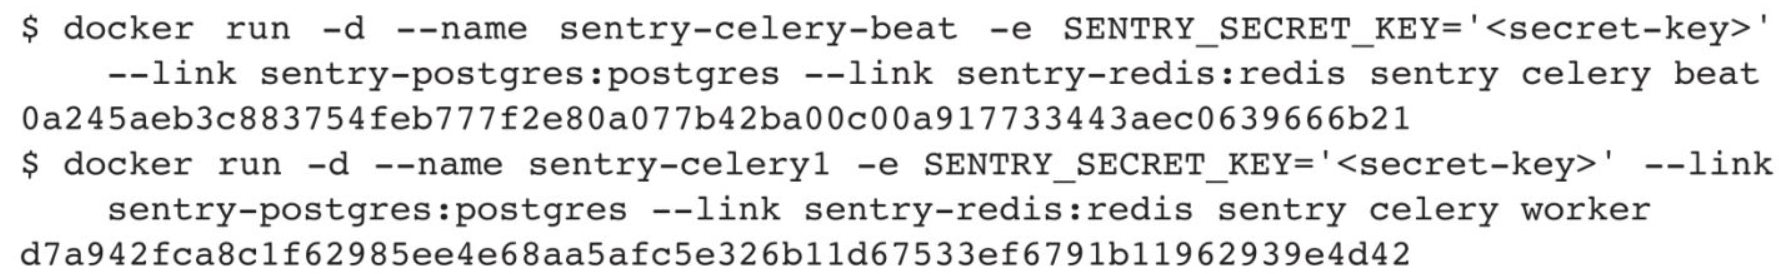 $ docker run -d --name sentry-celery-beat -e SENTRY_SECRET_KEY='<secret-key>'
--link sentry-postgres:postgres --link sentry-redis:redis sentry celery beat
0a245aeb3c883754feb777f2e80a077b42ba00c00a917733443aec0639666b21
$ docker run -d --name sentry-celery1 -e SENTRY_SECRET_KEY='<secret-key>' --link
sentry-postgres:postgres --link sentry-redis:redis sentry celery worker
d7a942fca8c1f62985ee4e68aa5afc5e326b11d67533ef6791b11962939e4d42